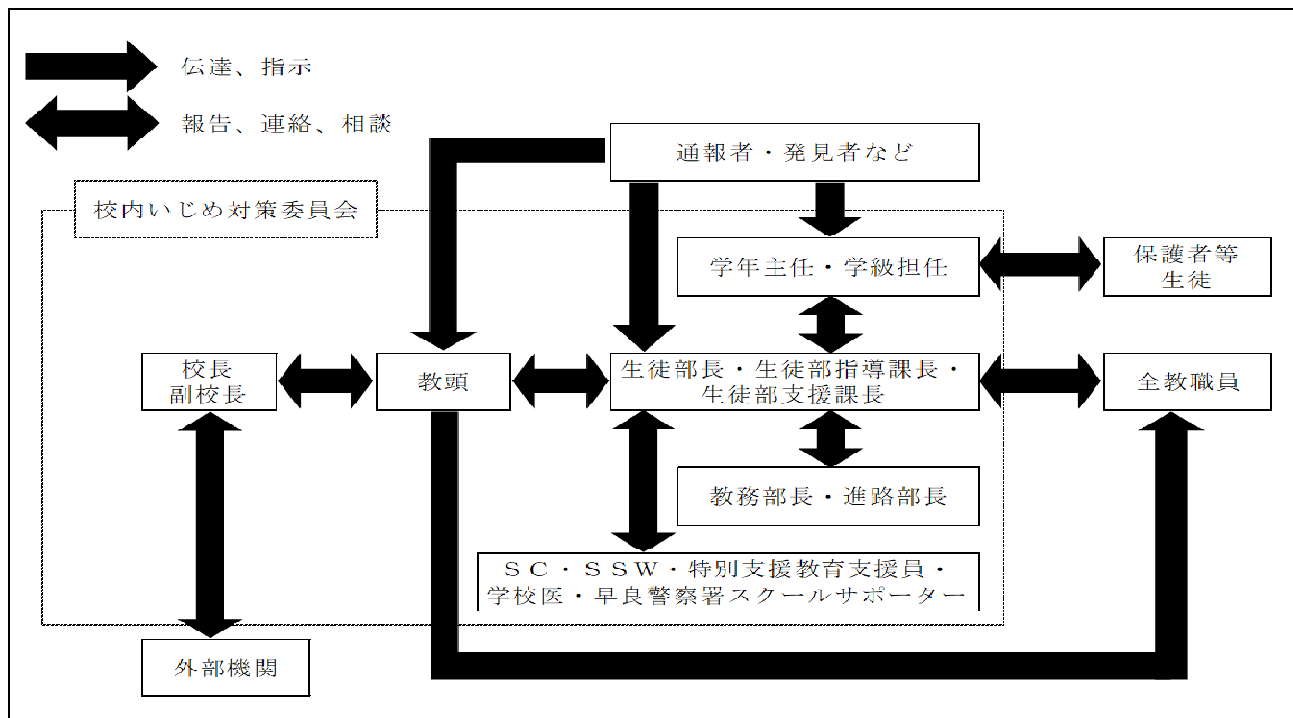 伝達、指示
報告、連絡、相談
通報者・発見者など
校内いじめ対策委員会
学年主任・学級担任
保護者等
生徒
校長
副校長
教頭
生徒部長・生徒部指導課長・
生徒部支援課長
全教職員
教務部長・進路部長
ＳＣ・ＳＳＷ・特別支援教育支援員・
学校医・早良警察署スクールサポーター
外部機関